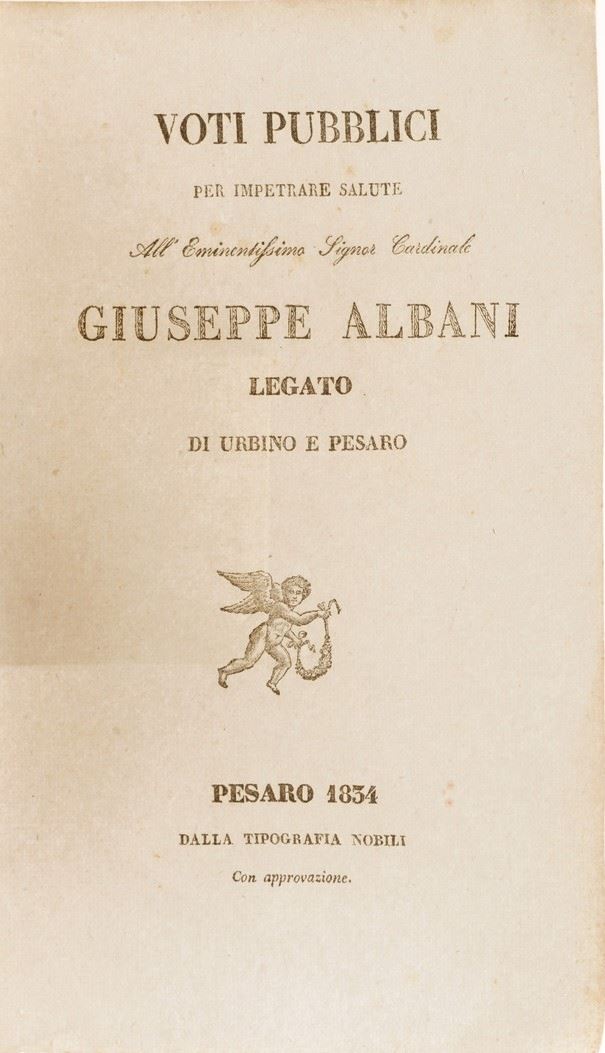 VOTI PUBBLICI
PER IMPETRARE SALUTE
All' Eminentissimo Signor Cardinale
GIUSEPPE ALBANI
LEGATO
DI URBINO E PESARO
PESARO 1834
DALLA TIPOGRAFIA NOBILI
Con approvazione.